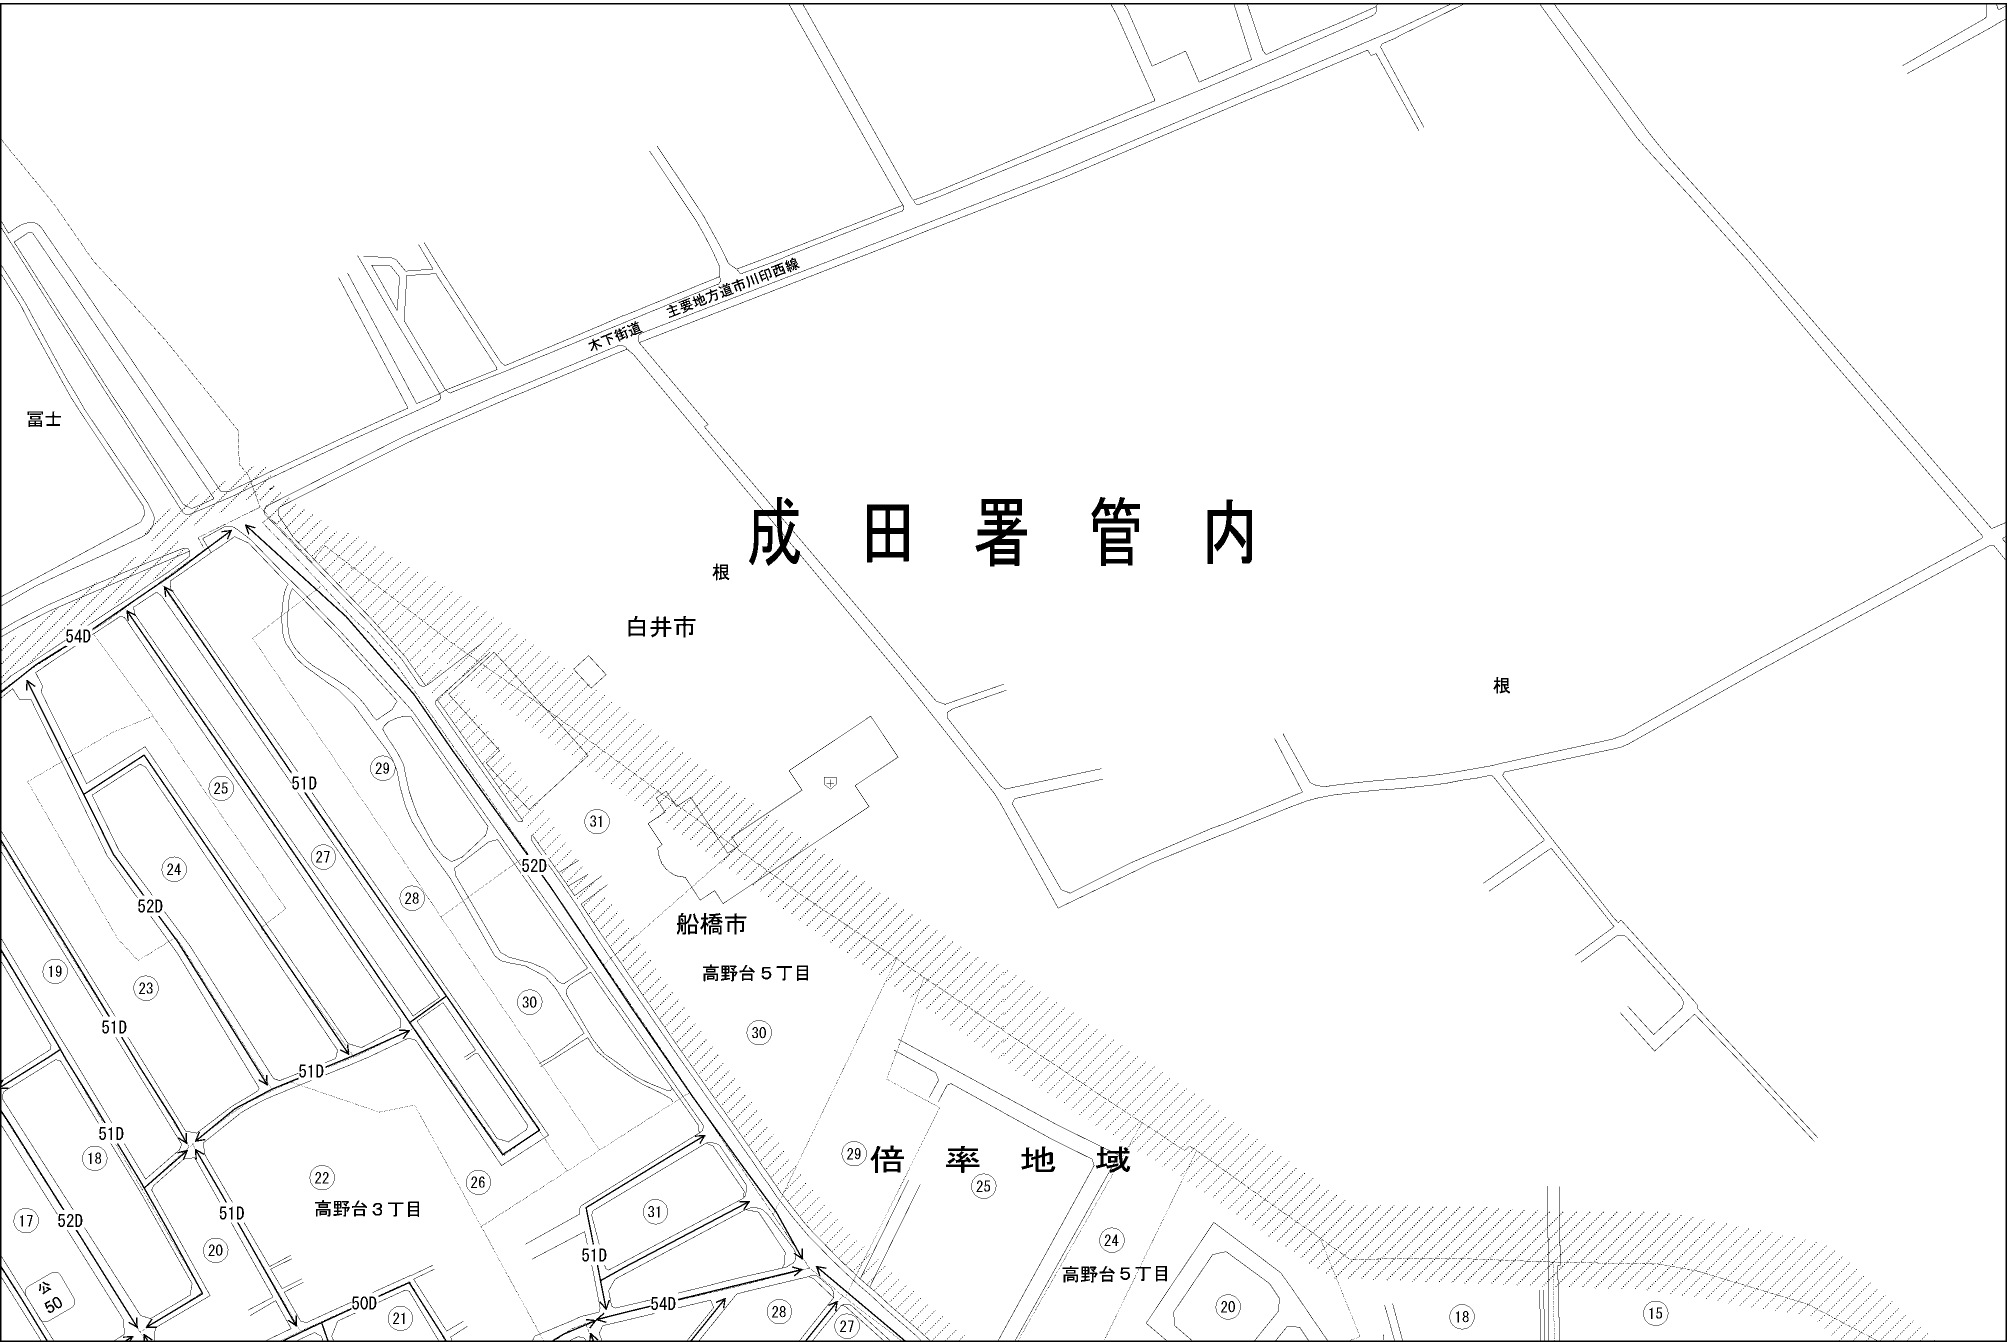 主要地方道市川印西線
木下街道
冨士
成田署管内
根
白井市
54D
根
29
51D
25
31
52D
27
24
28
52D
船橋市
高野台5丁目
19
23
30
51D
30
51D
51D
18
29
倍率地域
22
26
25
高野台3丁目
17
52D
51D
31
20
24
51D
高野台5丁目
公
50
50D
54D
21
28
27
20
18
15